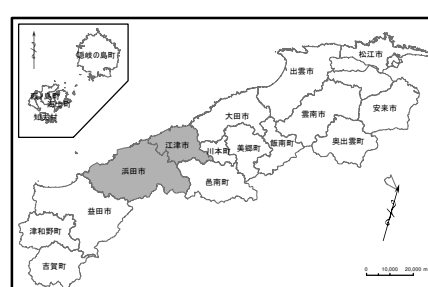 隠岐の島町
海士町
知夫村
松江市
出雲市
安来市
雲南市
大田市
奥出雲町
飯南町
美郷町
川本町
江津市
邑南町
浜田市
益田市
津和野町
吉賀町
0 10,000 20,000 m